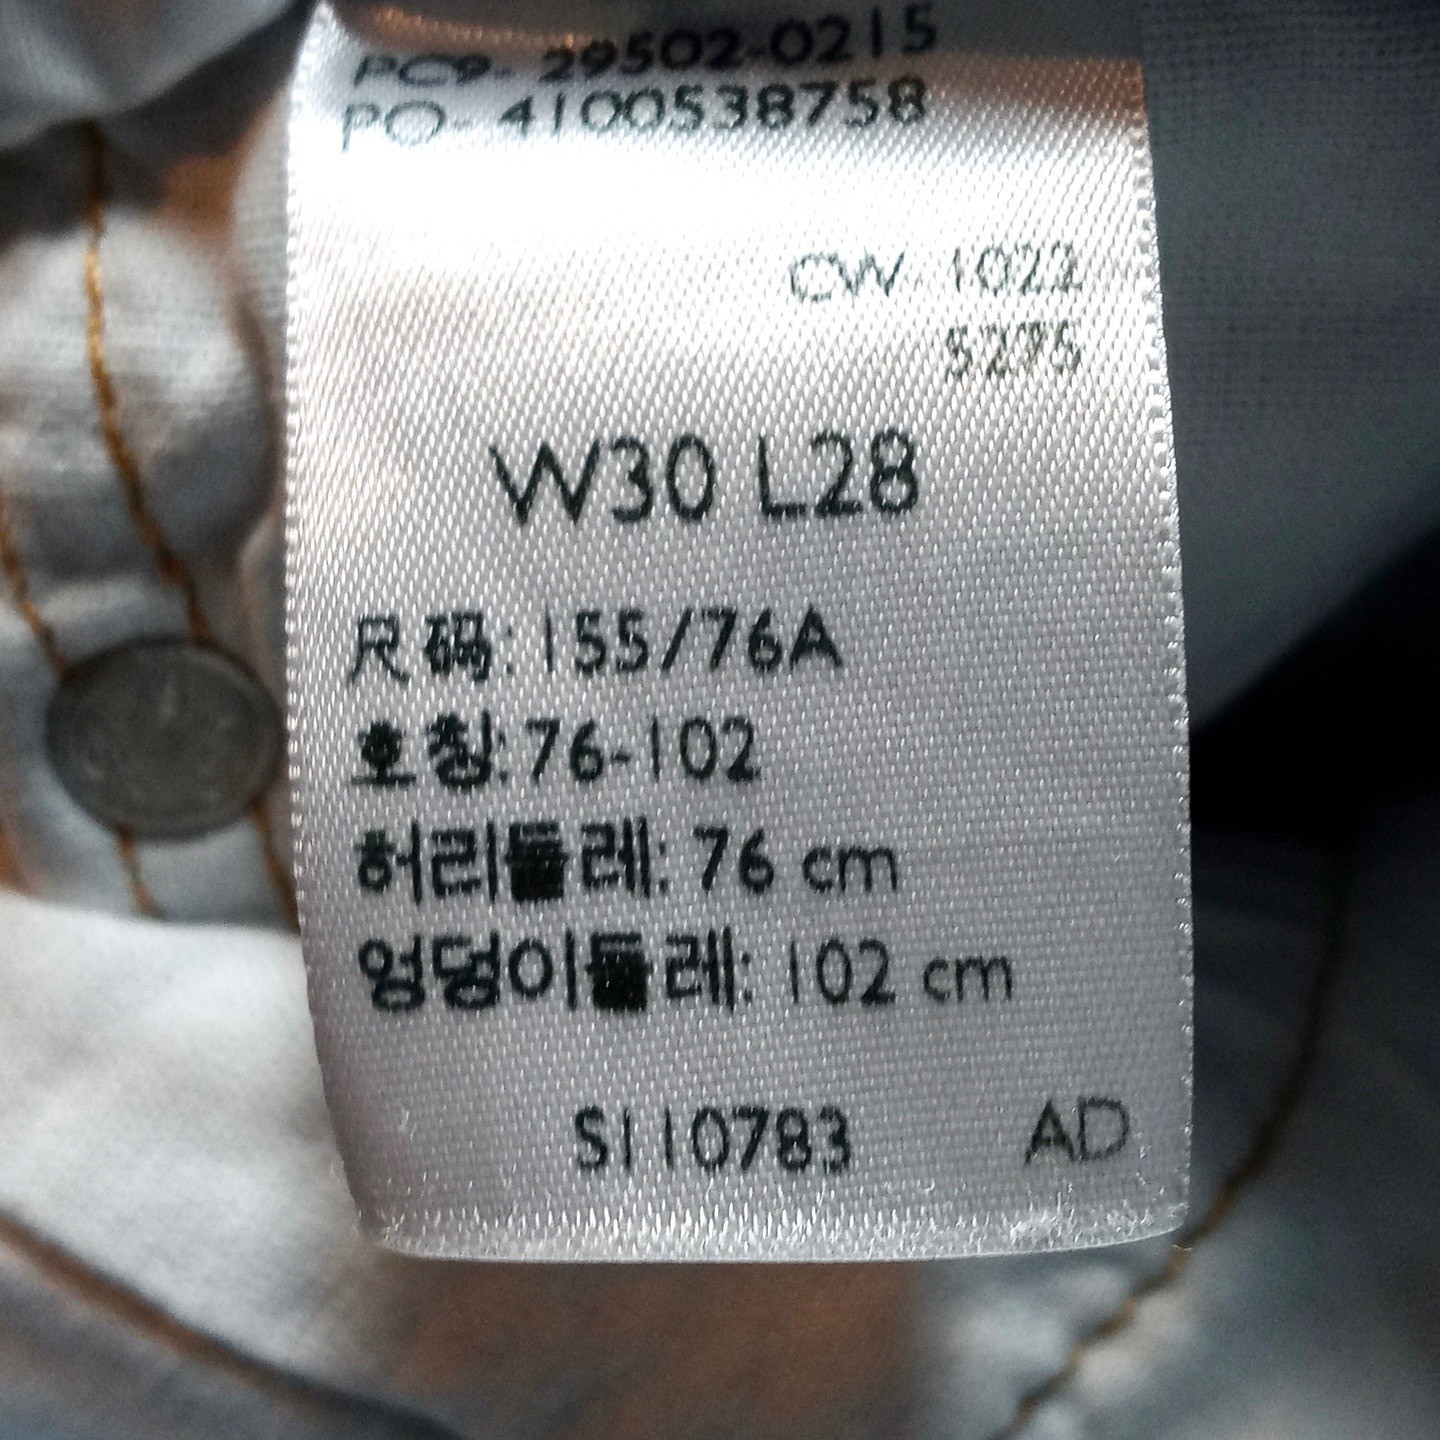 PC9- 29502-0215
PO- 4100538758
CW- 1022
5275
W30 L28
尺码: 155/76A
호칭: 76-102
허리둘레: 76 cm
엉덩이둘레: 102 cm
S110783 AD